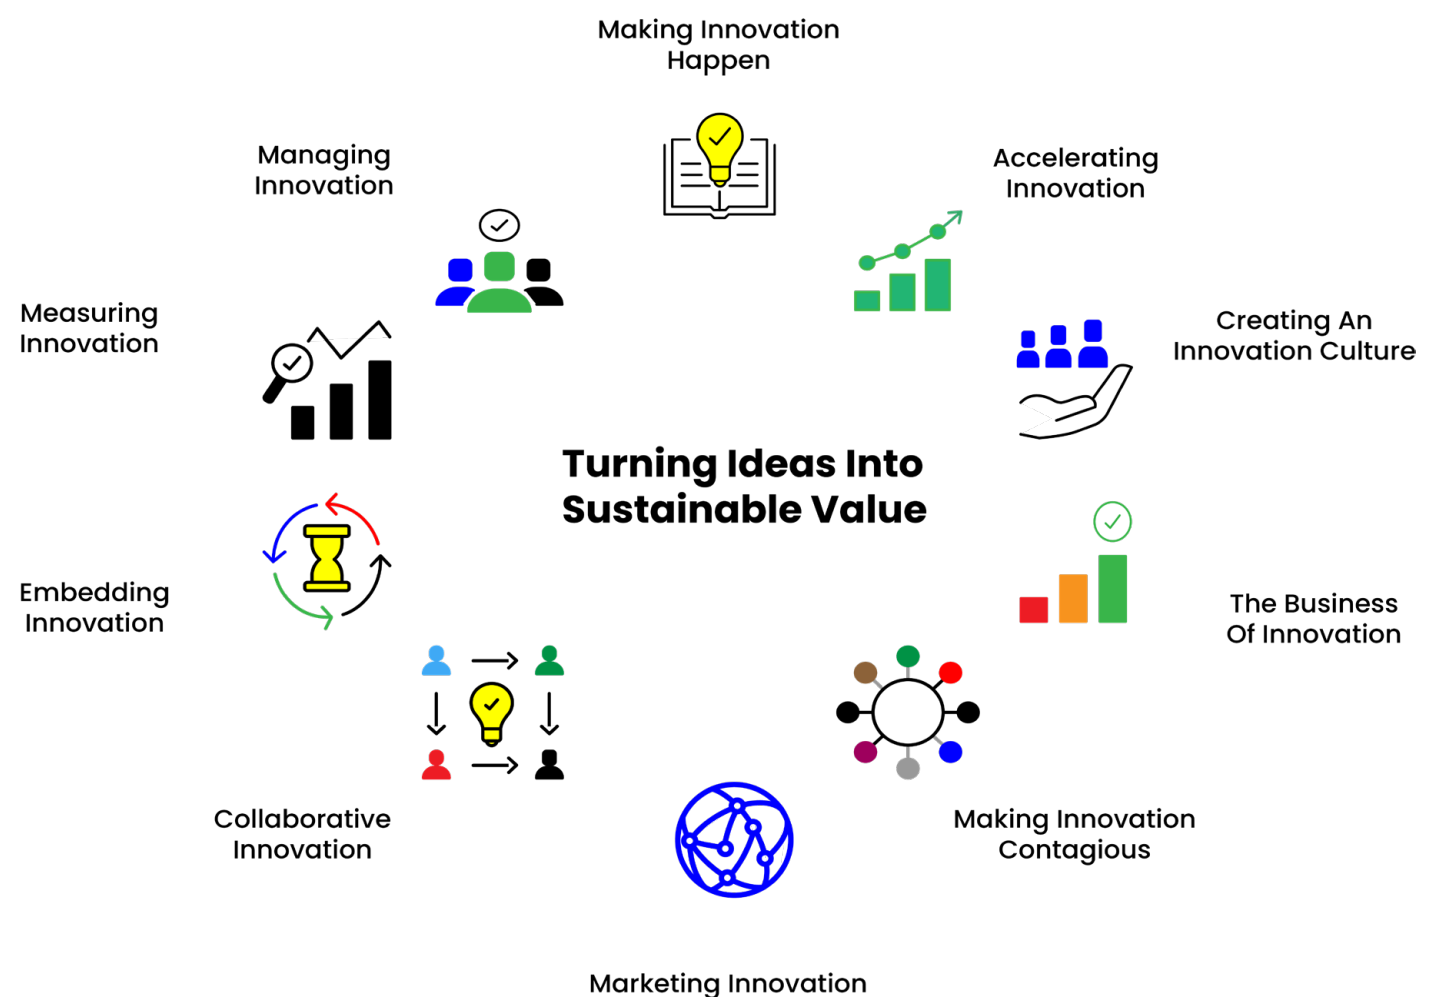 Making Innovation
Happen
Managing
Innovation
Accelerating
Innovation
Measuring
Innovation
Creating An
Innovation Culture
Turning Ideas Into
Sustainable Value
Embedding
Innovation
The Business
Of Innovation
Collaborative
Innovation
Making Innovation
Contagious
Marketing Innovation